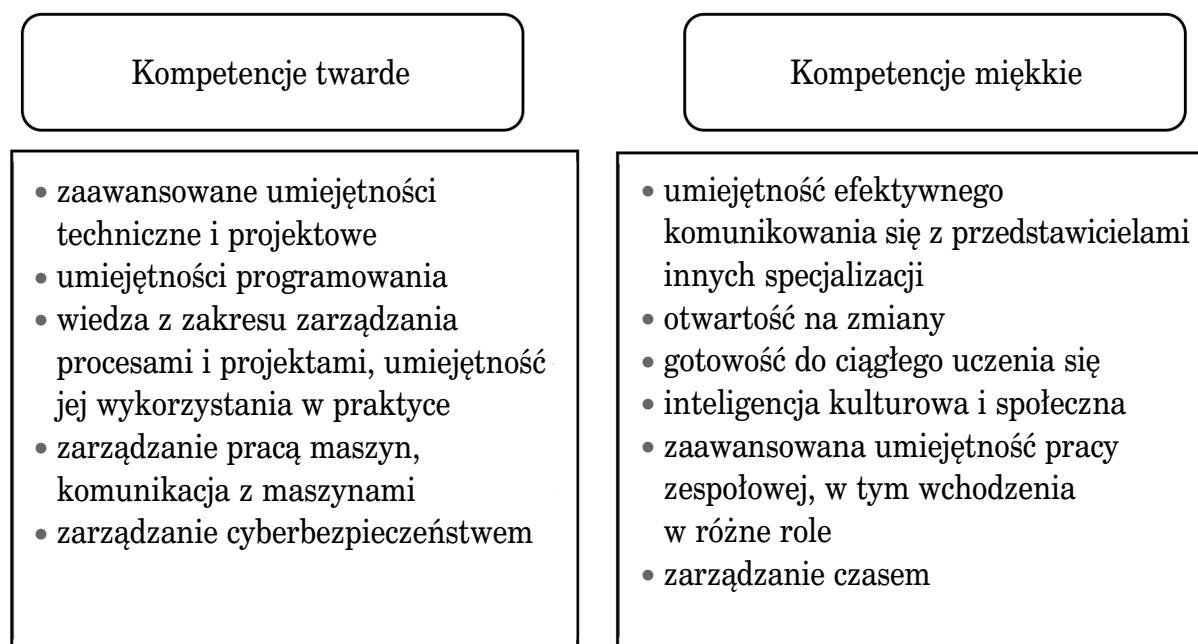 Kompetencje twarde
• zaawansowane umiejętności
techniczne i projektowe
• umiejętności programowania
• wiedza z zakresu zarządzania
procesami i projektami, umiejętność
jej wykorzystania w praktyce
• zarządzanie pracą maszyn,
komunikacja z maszynami
• zarządzanie cyberbezpieczeństwem
Kompetencje miękkie
• umiejętność efektywnego
komunikowania się z przedstawicielami
innych specjalizacji
• otwartość na zmiany
• gotowość do ciągłego uczenia się
• inteligencja kulturowa i społeczna
• zaawansowana umiejętność pracy
zespołowej, w tym wchodzenia
w różne role
• zarządzanie czasem